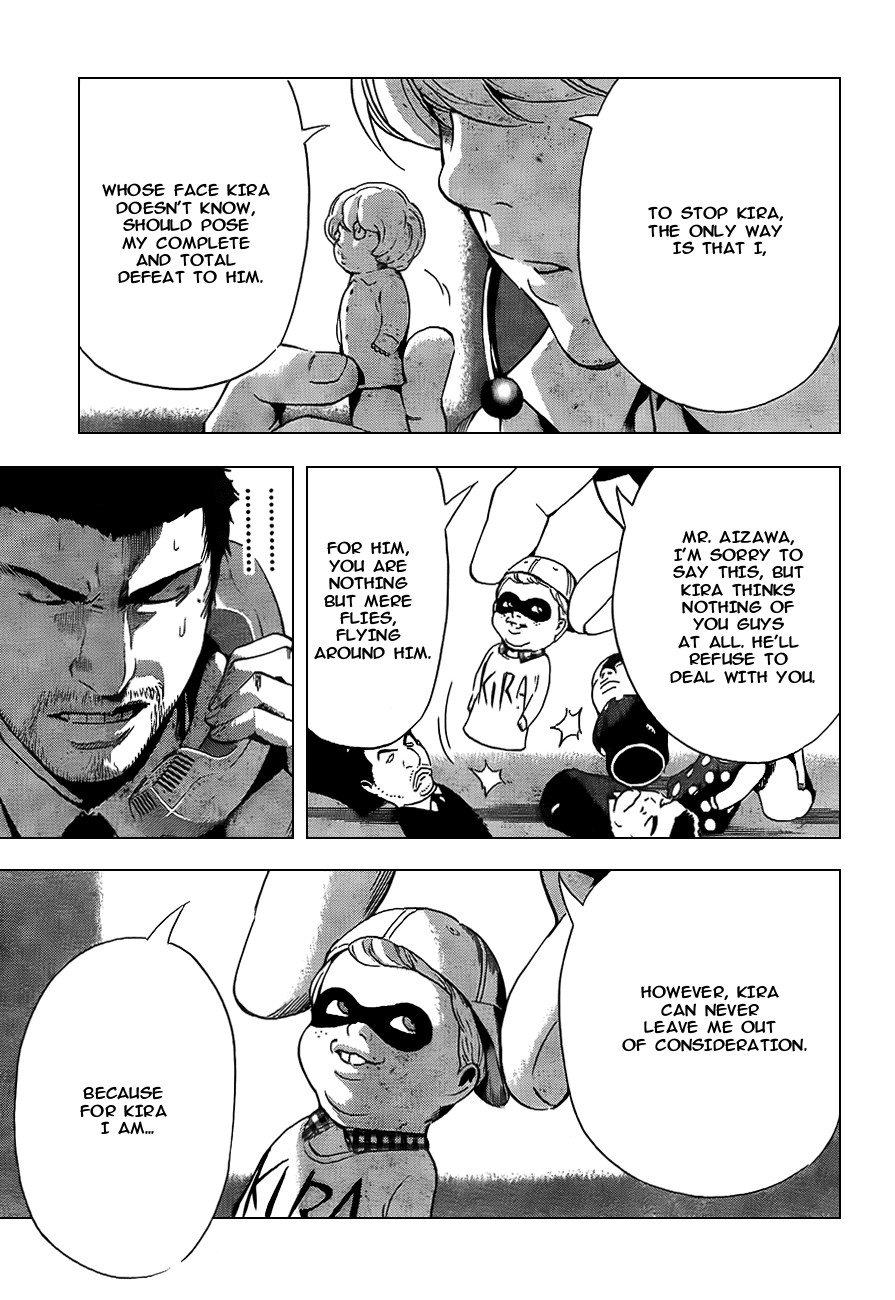 TO STOP KIRA,
THE ONLY WAY
IS THAT I,
WHOSE FACE KIRA
DOESN'T KNOW,
SHOULD POSE
MY COMPLETE
AND TOTAL
DEFEAT TO HIM.
MR. AIZAWA,
I'M SORRY TO
SAY THIS, BUT
KIRA THINKS
NOTHING OF
YOU GUYS
AT ALL. HE'LL
REFUSE TO
DEAL WITH YOU.
FOR HIM,
YOU ARE
NOTHING
BUT MERE
FLIES,
FLYING
AROUND HIM.
KIRA
HOWEVER, KIRA
CAN NEVER
LEAVE ME OUT
OF CONSIDERATION.
BECAUSE
FOR KIRA
I AM...
KIRA